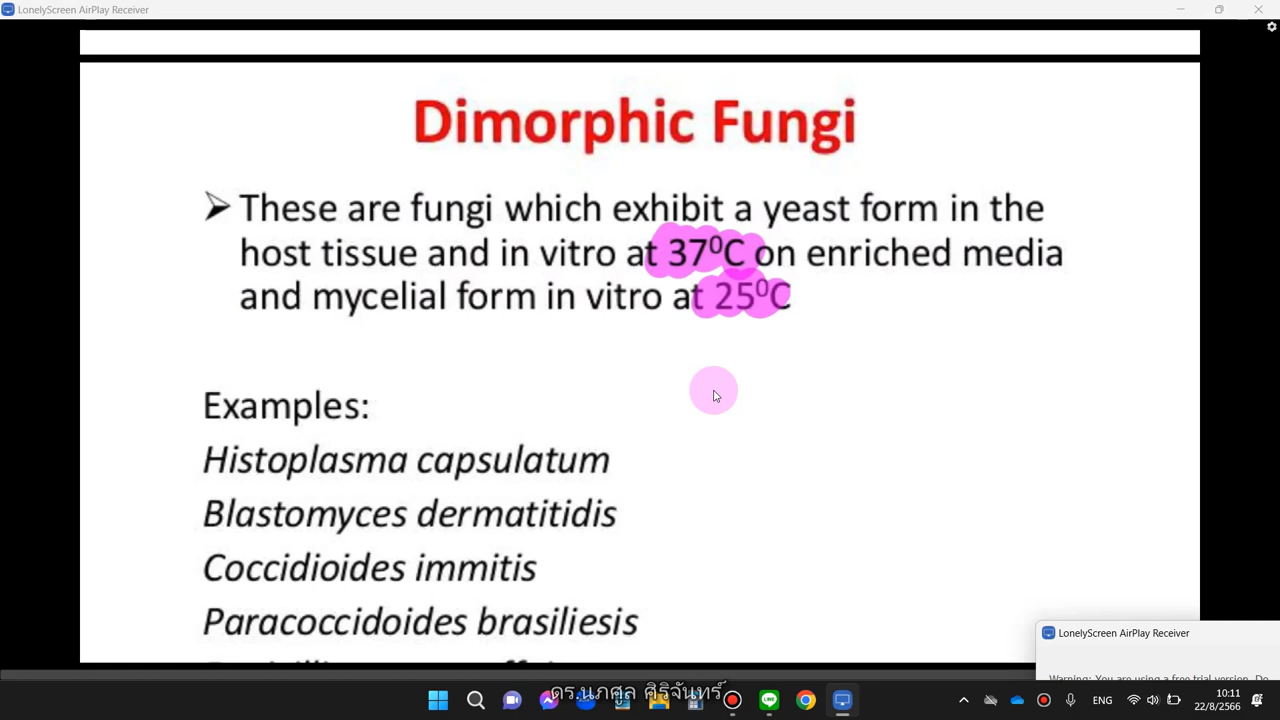 LonelyScreen AirPlay Receiver
Dimorphic Fungi
➢ These are fungi which exhibit a yeast form in the
host tissue and in vitro at 37⁰C on enriched media
and mycelial form in vitro at 25⁰C
Examples:
Histoplasma capsulatum
Blastomyces dermatitidis
Coccidioides immitis
Paracoccidoides brasiliesis
LonelyScreen AirPlay Receiver
Warning: You are using a free trial version. Do
ดร.นภศูล ศิริจันทร์
ENG
10:11
22/8/2566